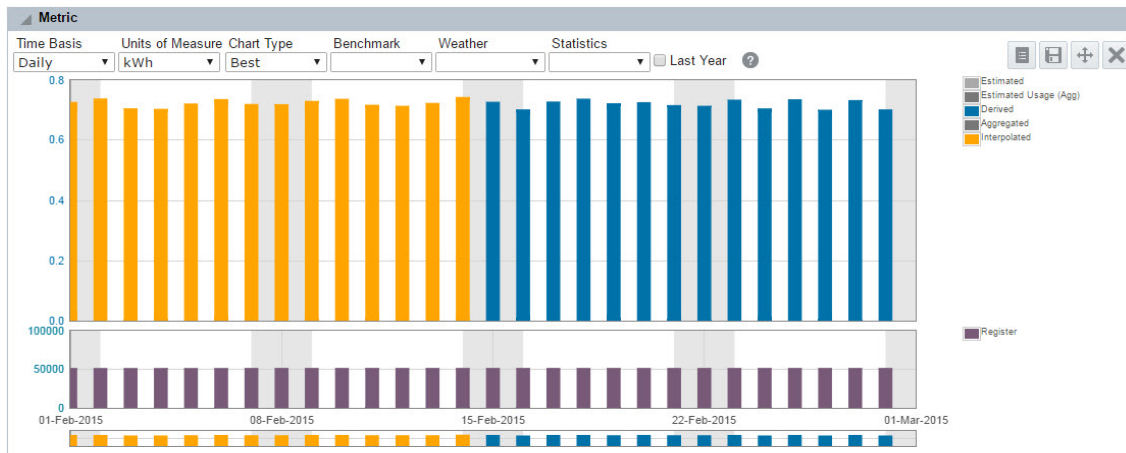 Metric
Time Basis Units of Measure Chart Type Benchmark Weather Statistics
Daily kWh Best Last Year ?
0.8
0.6
0.4
0.2
0.0
Estimated
Estimated Usage (Agg)
Derived
Aggregated
Interpolated
100000
50000
0
Register
01-Feb-2015 08-Feb-2015 15-Feb-2015 22-Feb-2015 01-Mar-2015